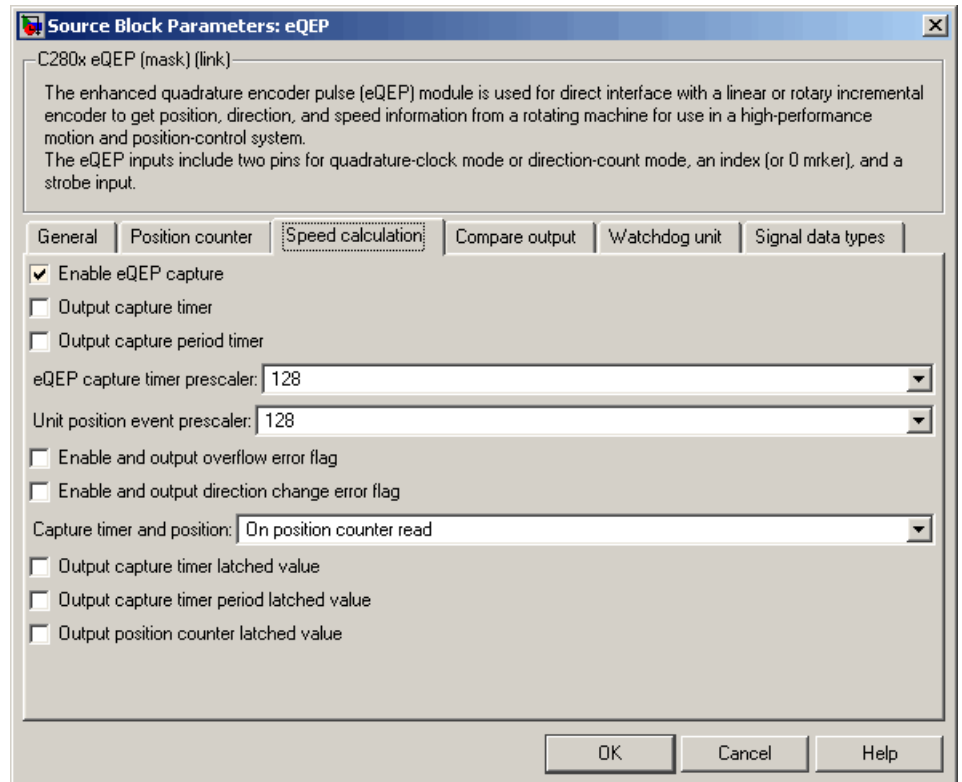 Source Block Parameters: eQEP
C280x eQEP (mask) (link)
The enhanced quadrature encoder pulse (eQEP) module is used for direct interface with a linear or rotary incremental
encoder to get position, direction, and speed information from a rotating machine for use in a high-performance
motion and position-control system.
The eQEP inputs include two pins for quadrature-clock mode or direction-count mode, an index (or 0 mrker), and a
strobe input.
General Position counter Speed calculation Compare output Watchdog unit Signal data types
Enable eQEP capture
Output capture timer
Output capture period timer
eQEP capture timer prescaler: 128
Unit position event prescaler: 128
Enable and output overflow error flag
Enable and output direction change error flag
Capture timer and position: On position counter read
Output capture timer latched value
Output capture timer period latched value
Output position counter latched value
OK Cancel Help